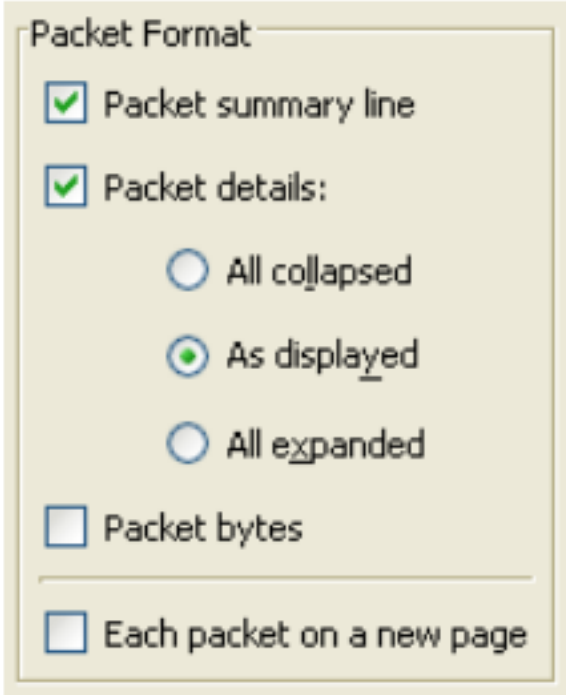 Packet Format
Packet summary line
Packet details:
All collapsed
As displayed
All expanded
Packet bytes
Each packet on a new page